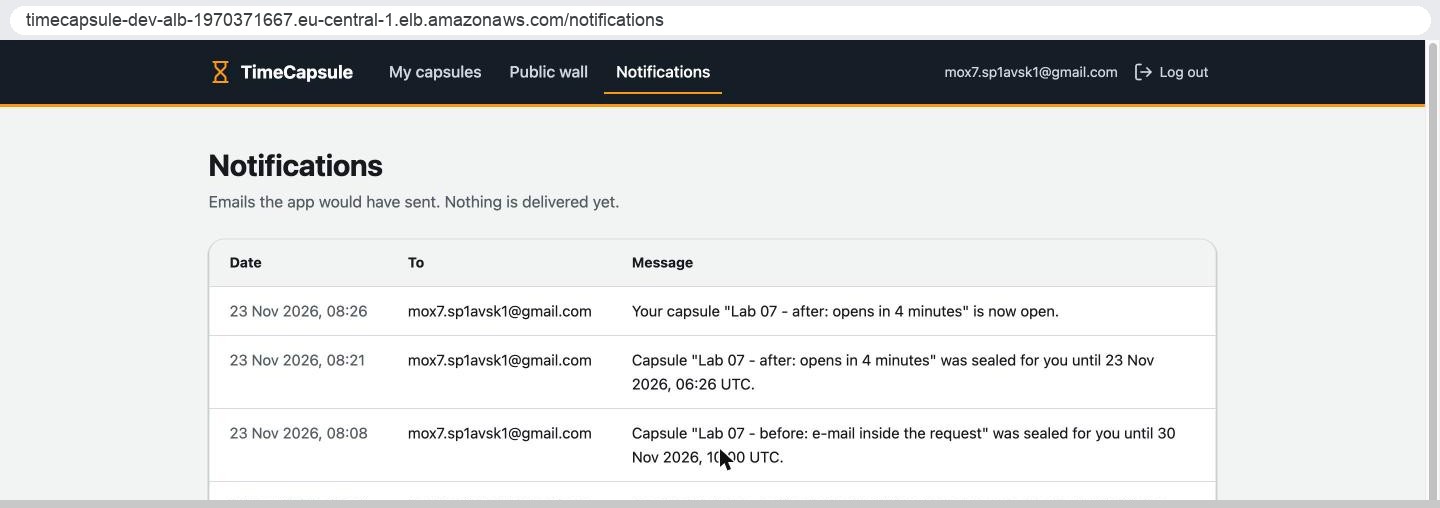 timecapsule-dev-alb-1970371667.eu-central-1.elb.amazonaws.com/notifications
TimeCapsule My capsules Public wall Notifications mox7.sp1avsk1@gmail.com Log out
Notifications
Emails the app would have sent. Nothing is delivered yet.
Date To Message
23 Nov 2026, 08:26 mox7.sp1avsk1@gmail.com Your capsule "Lab 07 - after: opens in 4 minutes" is now open.
23 Nov 2026, 08:21 mox7.sp1avsk1@gmail.com Capsule "Lab 07 - after: opens in 4 minutes" was sealed for you until 23 Nov
2026, 06:26 UTC.
23 Nov 2026, 08:08 mox7.sp1avsk1@gmail.com Capsule "Lab 07 - before: e-mail inside the request" was sealed for you until 30
Nov 2026, UTC.